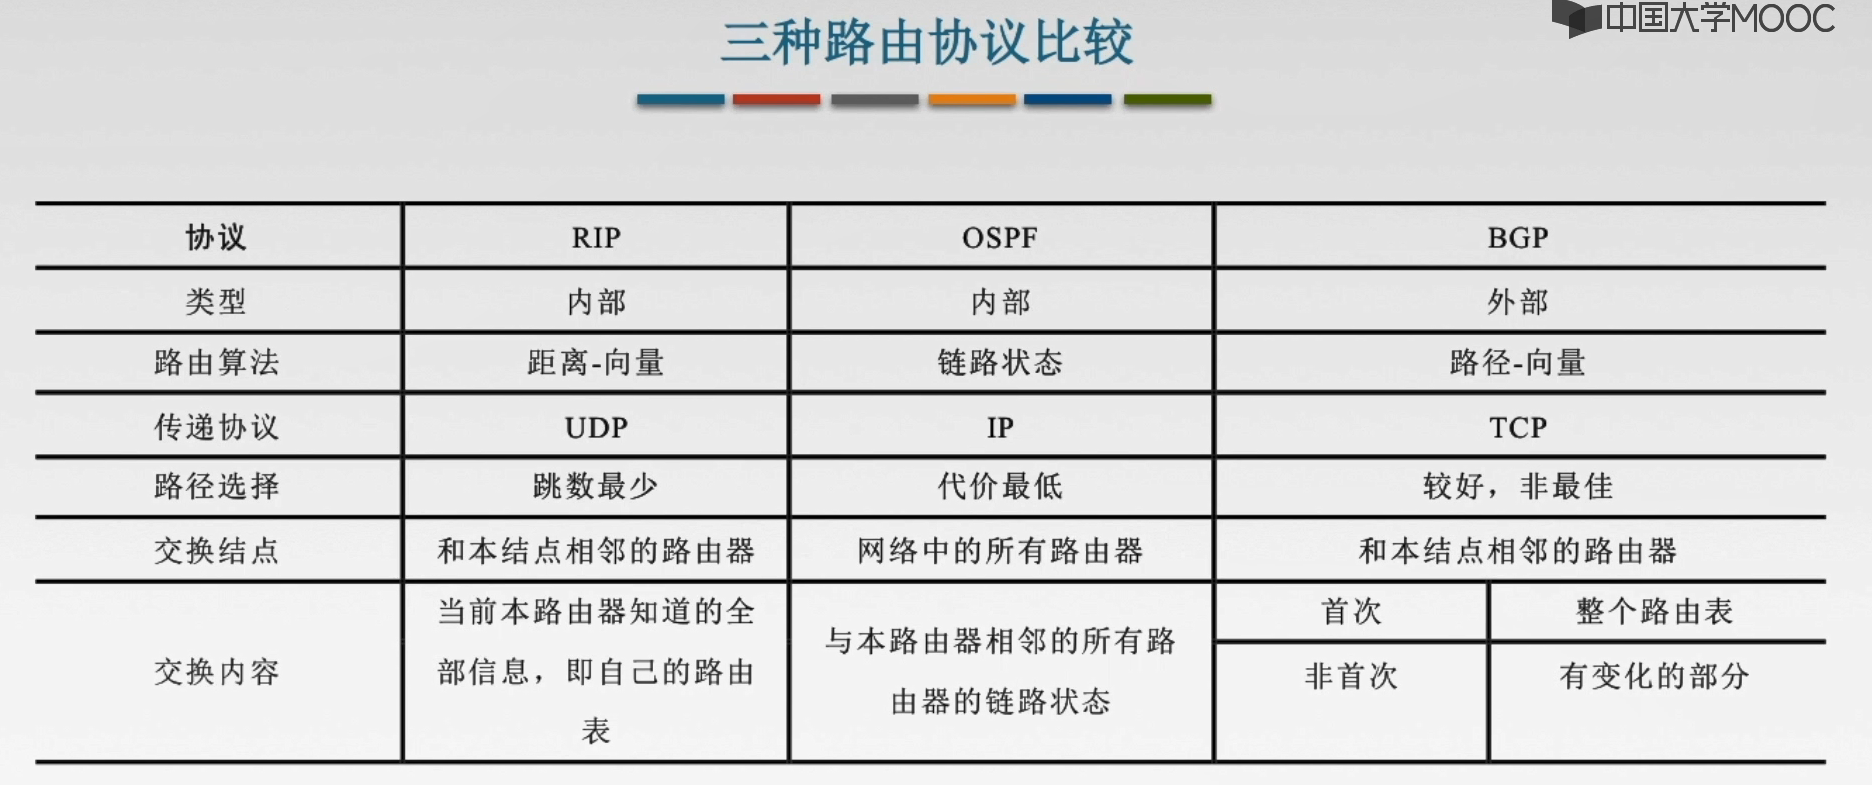 三种路由协议比较
中国大学MOOC
协议 RIP OSPF BGP
类型 内部 内部 外部
路由算法 距离-向量 链路状态 路径-向量
传递协议 UDP IP TCP
路径选择 跳数最少 代价最低 较好，非最佳
交换结点 和本结点相邻的路由器 网络中的所有路由器 和本结点相邻的路由器
交换内容
当前本路由器知道的全
部信息，即自己的路由
表
与本路由器相邻的所有路
由器的链路状态
首次 整个路由表
非首次 有变化的部分